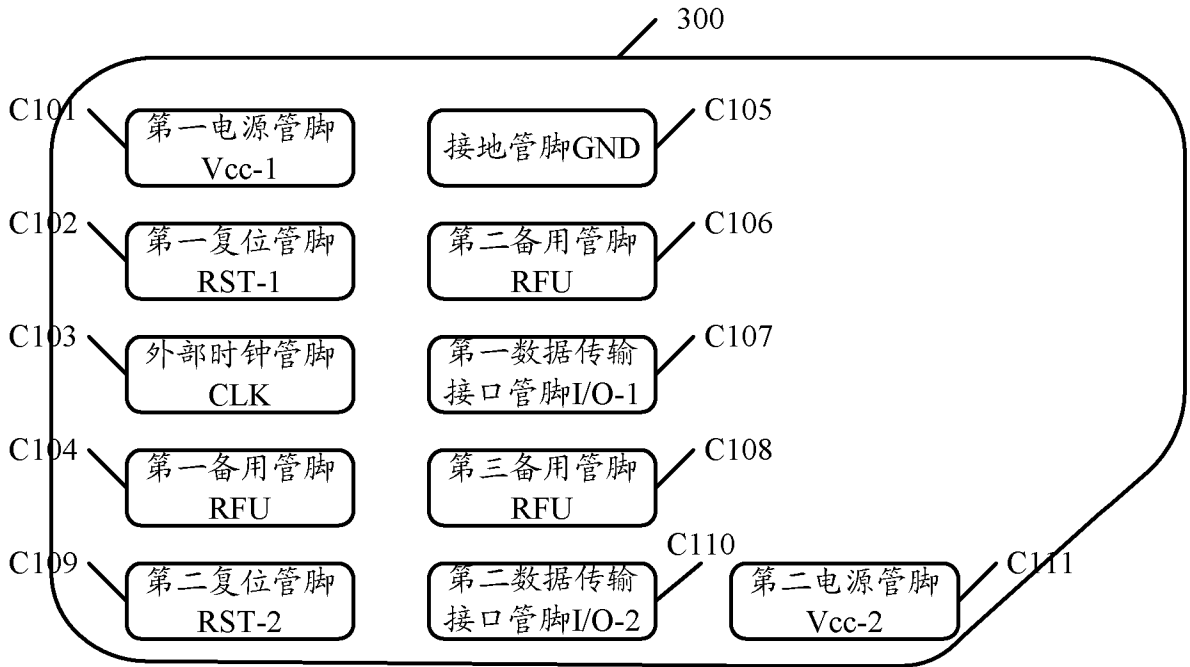 300
C101
第一电源管脚
Vcc-1
接地管脚GND
C105
C102
第一复位管脚
RST-1
第二备用管脚
RFU
C106
C103
外部时钟管脚
CLK
第一数据传输
接口管脚I/O-1
C107
C104
第一备用管脚
RFU
第三备用管脚
RFU
C108
C109
第二复位管脚
RST-2
第二数据传输
接口管脚I/O-2
C110
第二电源管脚
Vcc-2
C111